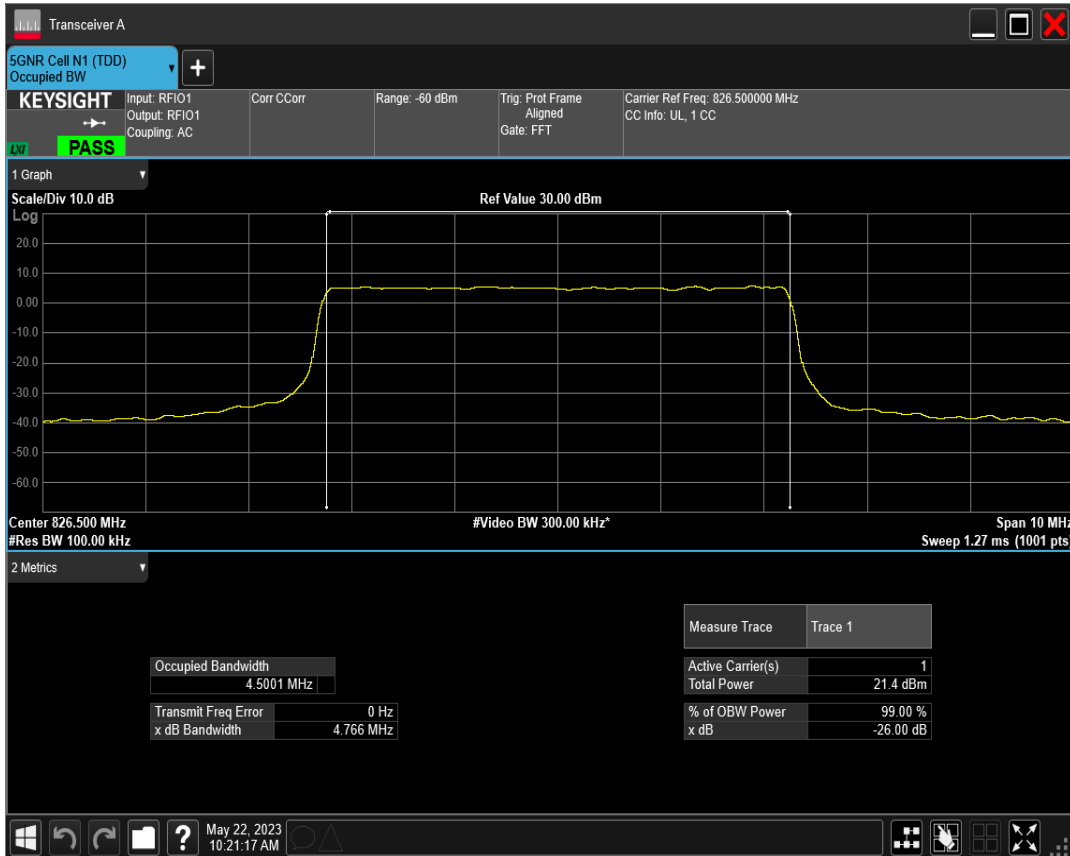 Transceiver A
5GNR Cell N1 (TDD)
Occupied BW
+
KEYSIGHT
LXI
PASS
Input: RFIO1
Output: RFIO1
Coupling: AC
Corr CCorr
Range: -60 dBm
Trig: Prot Frame
Aligned
Gate: FFT
Carrier Ref Freq: 826.500000 MHz
CC Info: UL, 1 CC
1 Graph
Scale/Div 10.0 dB
Ref Value 30.00 dBm
Log
20.0
10.0
0.00
-10.0
-20.0
-30.0
-40.0
-50.0
-60.0
Center 826.500 MHz
#Video BW 300.00 kHz*
Span 10 MHz
#Res BW 100.00 kHz
Sweep 1.27 ms (1001 pts)
2 Metrics
Measure Trace Trace 1
Occupied Bandwidth
4.5001 MHz
Active Carrier(s) 1
Total Power 21.4 dBm
Transmit Freq Error 0 Hz
x dB Bandwidth 4.766 MHz
% of OBW Power 99.00 %
x dB -26.00 dB
?
May 22, 2023
10:21:17 AM